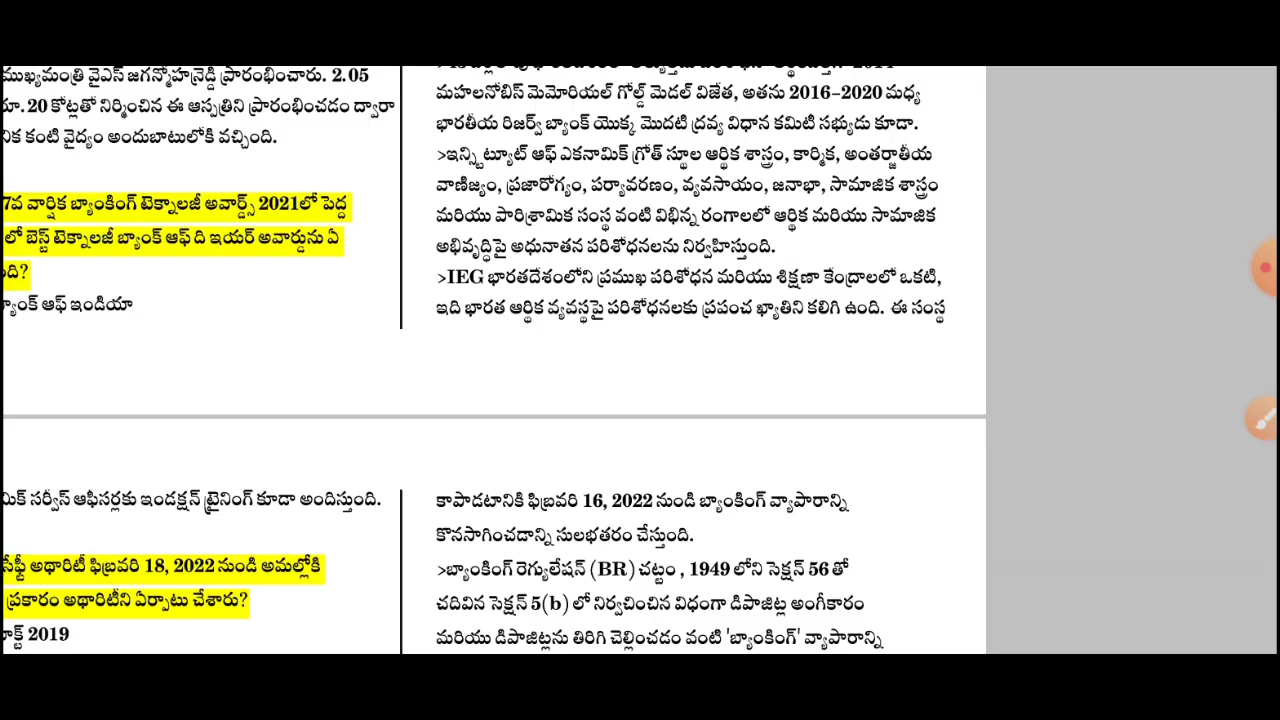 ముఖ్యమంత్రి వైఎస్ జగన్మోహన్రెడ్డి ప్రారంభించారు. 2.05
రూ. 20 కోట్లతో నిర్మించిన ఈ ఆస్పత్రిని ప్రారంభించడం ద్వారా
నిక కంటి వైద్యం అందుబాటులోకి వచ్చింది.
7వ వార్షిక బ్యాంకింగ్ టెక్నాలజీ అవార్డ్స్ 2021లో పెద్ద
లో బెస్ట్ టెక్నాలజీ బ్యాంక్ ఆఫ్ ది ఇయర్ అవార్డును ఏ
ంది?
బ్యాంక్ ఆఫ్ ఇండియా
మహలనోబిస్ మెమోరియల్ గోల్డ్ మెడల్ విజేత, అతను 2016-2020 మధ్య
భారతీయ రిజర్వ్ బ్యాంక్ యొక్క మొదటి ద్రవ్య విధాన కమిటీ సభ్యుడు కూడా.
>ఇన్స్టిట్యూట్ ఆఫ్ ఎకనామిక్ గ్రోత్ స్థూల ఆర్థిక శాస్త్రం, కార్మిక, అంతర్జాతీయ
వాణిజ్యం, ప్రజారోగ్యం, పర్యావరణం, వ్యవసాయం, జనాభా, సామాజిక శాస్త్రం
మరియు పారిశ్రామిక సంస్థ వంటి విభిన్న రంగాలలో ఆర్థిక మరియు సామాజిక
అభివృద్ధిపై అధునాతన పరిశోధనలను నిర్వహిస్తుంది.
>IEG భారతదేశంలోని ప్రముఖ పరిశోధన మరియు శిక్షణా కేంద్రాలలో ఒకటి,
ఇది భారత ఆర్థిక వ్యవస్థపై పరిశోధనలకు ప్రపంచ ఖ్యాతిని కలిగి ఉంది. ఈ సంస్థ
మిక్ సర్వీస్ ఆఫీసర్లకు ఇండక్షన్ ట్రైనింగ్ కూడా అందిస్తుంది.
సేఫ్టీ అథారిటీ ఫిబ్రవరి 18, 2022 నుండి అమల్లోకి
ప్రకారం అథారిటీని ఏర్పాటు చేశారు?
యాక్ట్ 2019
కాపాడటానికి ఫిబ్రవరి 16, 2022 నుండి బ్యాంకింగ్ వ్యాపారాన్ని
కొనసాగించడాన్ని సులభతరం చేస్తుంది.
>బ్యాంకింగ్ రెగ్యులేషన్ (BR) చట్టం , 1949 లోని సెక్షన్ 56 తో
చదివిన సెక్షన్ 5(b) లో నిర్వచించిన విధంగా డిపాజిట్ల అంగీకారం
మరియు డిపాజిట్లను తిరిగి చెల్లించడం వంటి 'బ్యాంకింగ్' వ్యాపారాన్ని